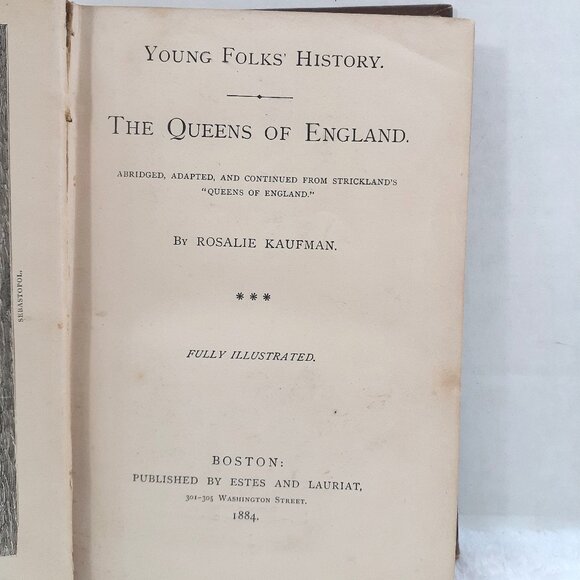 SEBASTOPOL.
YOUNG FOLKS' HISTORY.
THE QUEENS OF ENGLAND.
ABRIDGED, ADAPTED, AND CONTINUED FROM STRICKLAND'S
"QUEENS OF ENGLAND."
By ROSALIE KAUFMAN.
***
FULLY ILLUSTRATED.
BOSTON:
PUBLISHED BY ESTES AND LAURIAT,
301-305 WASHINGTON STREET.
1884.